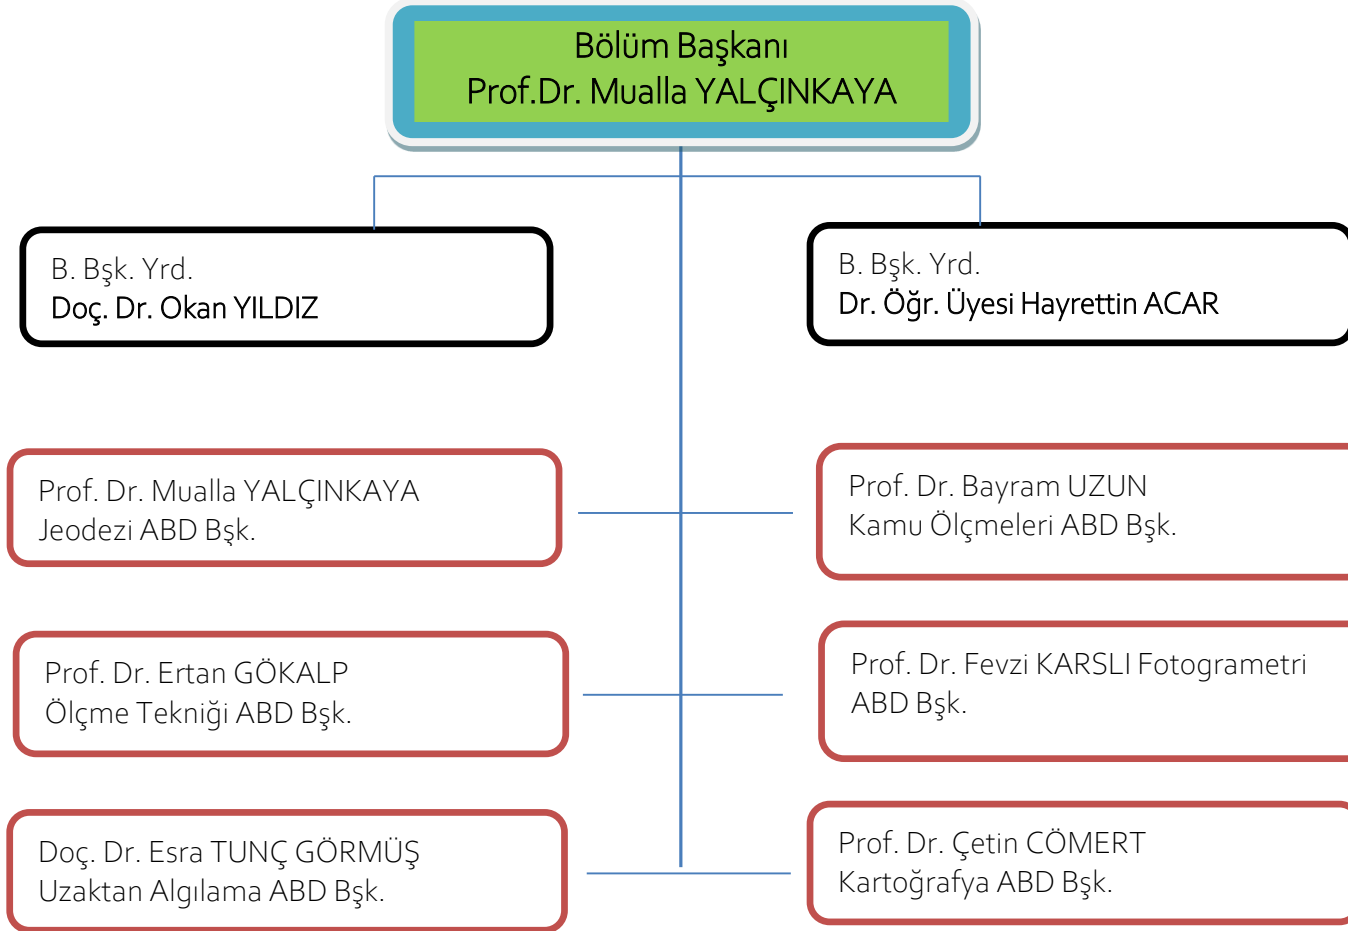 Bölüm Başkanı
Prof.Dr. Mualla YALÇINKAYA
B. Bşk. Yrd.
Doç. Dr. Okan YILDIZ
B. Bşk. Yrd.
Dr. Öğr. Üyesi Hayrettin ACAR
Prof. Dr. Mualla YALÇINKAYA
Jeodezi ABD Bşk.
Prof. Dr. Bayram UZUN
Kamu Ölçmeleri ABD Bşk.
Prof. Dr. Ertan GÖKALP
Ölçme Tekniği ABD Bşk.
Prof. Dr. Fevzi KARSLI Fotogrametri
ABD Bşk.
Doç. Dr. Esra TUNÇ GÖRMÜŞ
Uzaktan Algılama ABD Bşk.
Prof. Dr. Çetin CÖMERT
Kartoğrafya ABD Bşk.